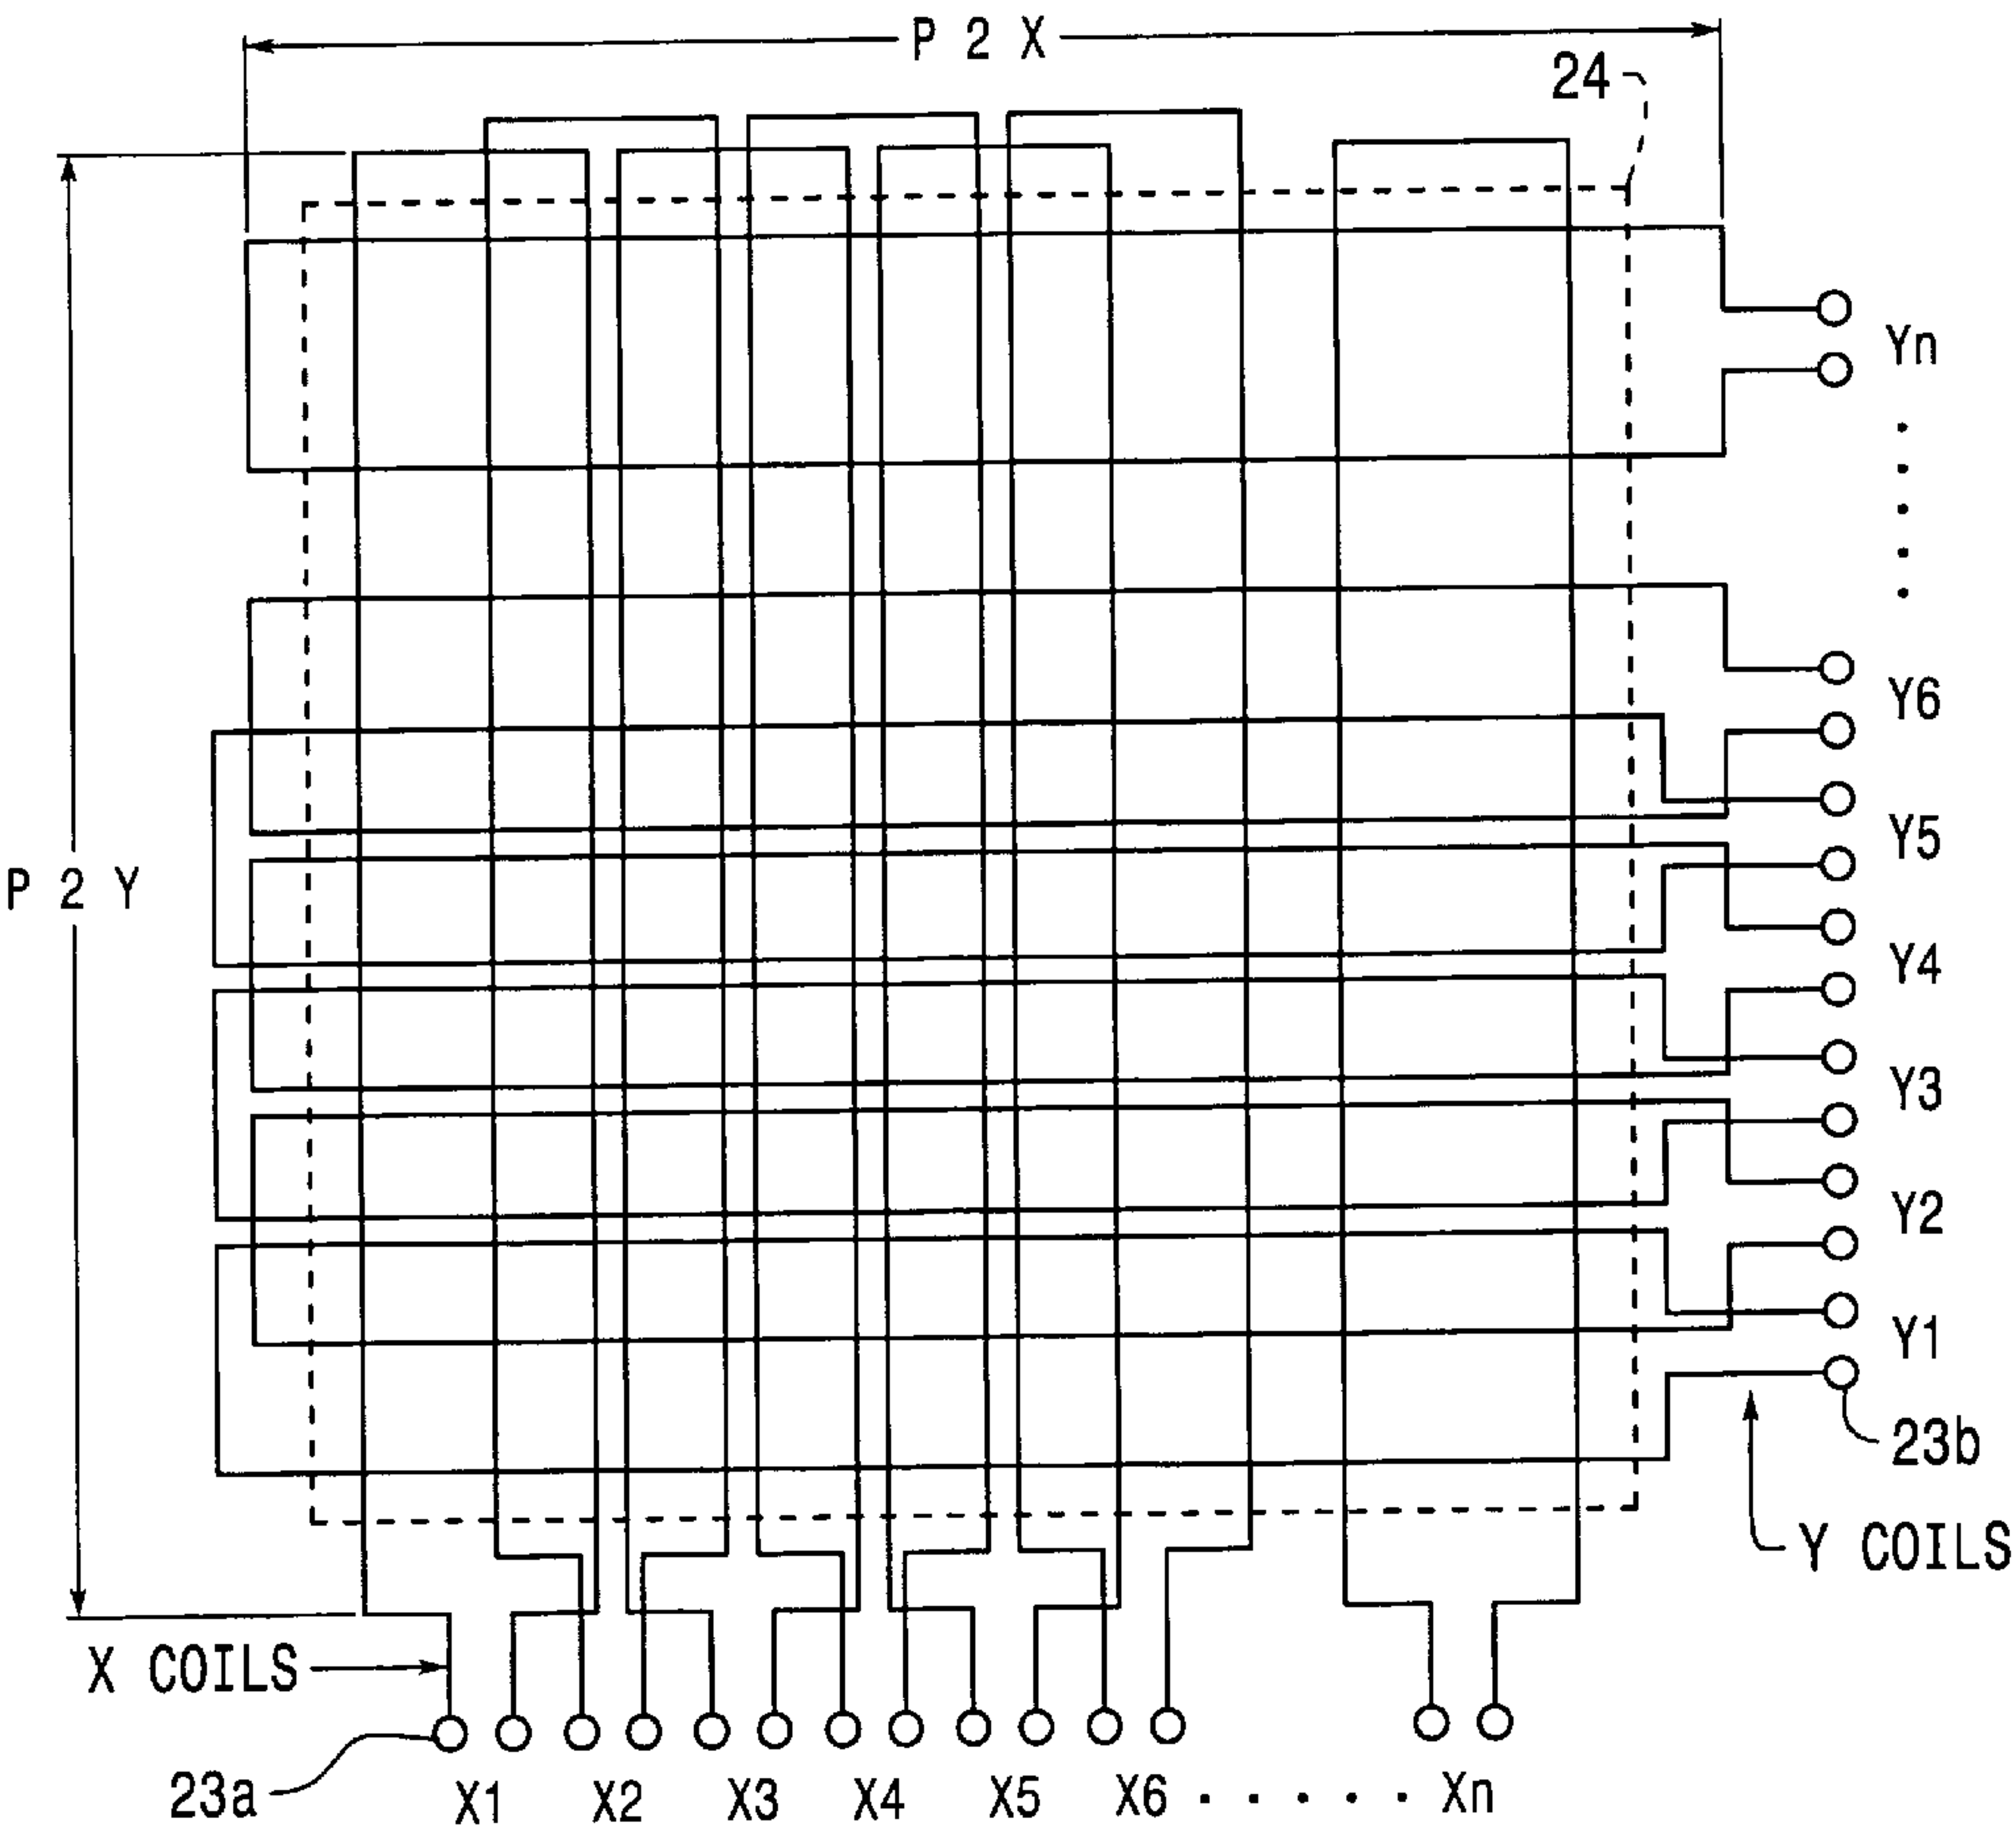 P 2 X
24
Yn
Y6
Y5
P 2 Y
Y4
Y3
Y2
Y1
23b
Y COILS
X COILS
23a
X1 X2 X3 X4 X5 X6 . . . . . Xn